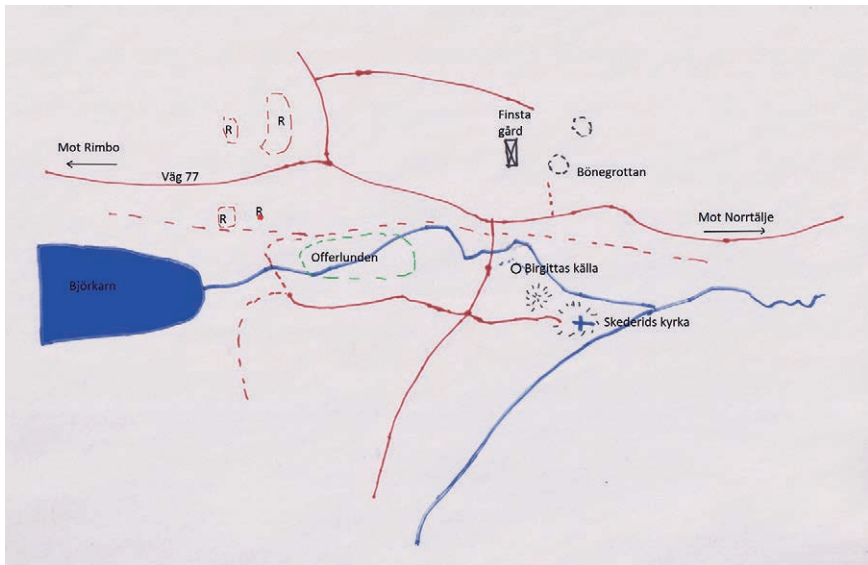 Finsta
gård
R
R
Mot Rimbo
Bönegrottan
Väg 77
R
R
Mot Norrtälje
Offerlunden
Birgittas källa
Björkarn
Skederids kyrka